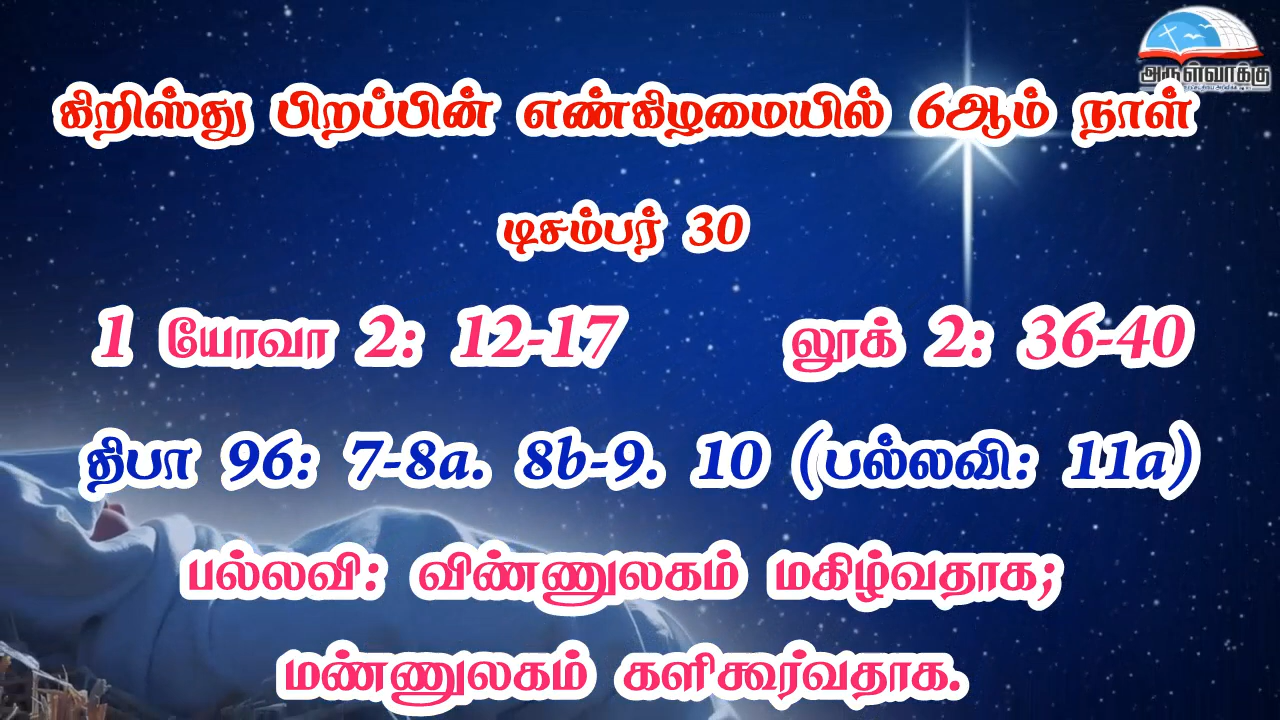 அருள்வாக்கு
கிறிஸ்து பிறப்பின் எண்கிழமையில் 6ஆம் நாள்
டிசம்பர் 30
1 யோவா 2: 12-17 லூக் 2: 36-40
திபா 96: 7-8a. 8b-9. 10 (பல்லவி: 11a)
பல்லவி: விண்ணுலகம் மகிழ்வதாக;
மண்ணுலகம் களிகூர்வதாக.